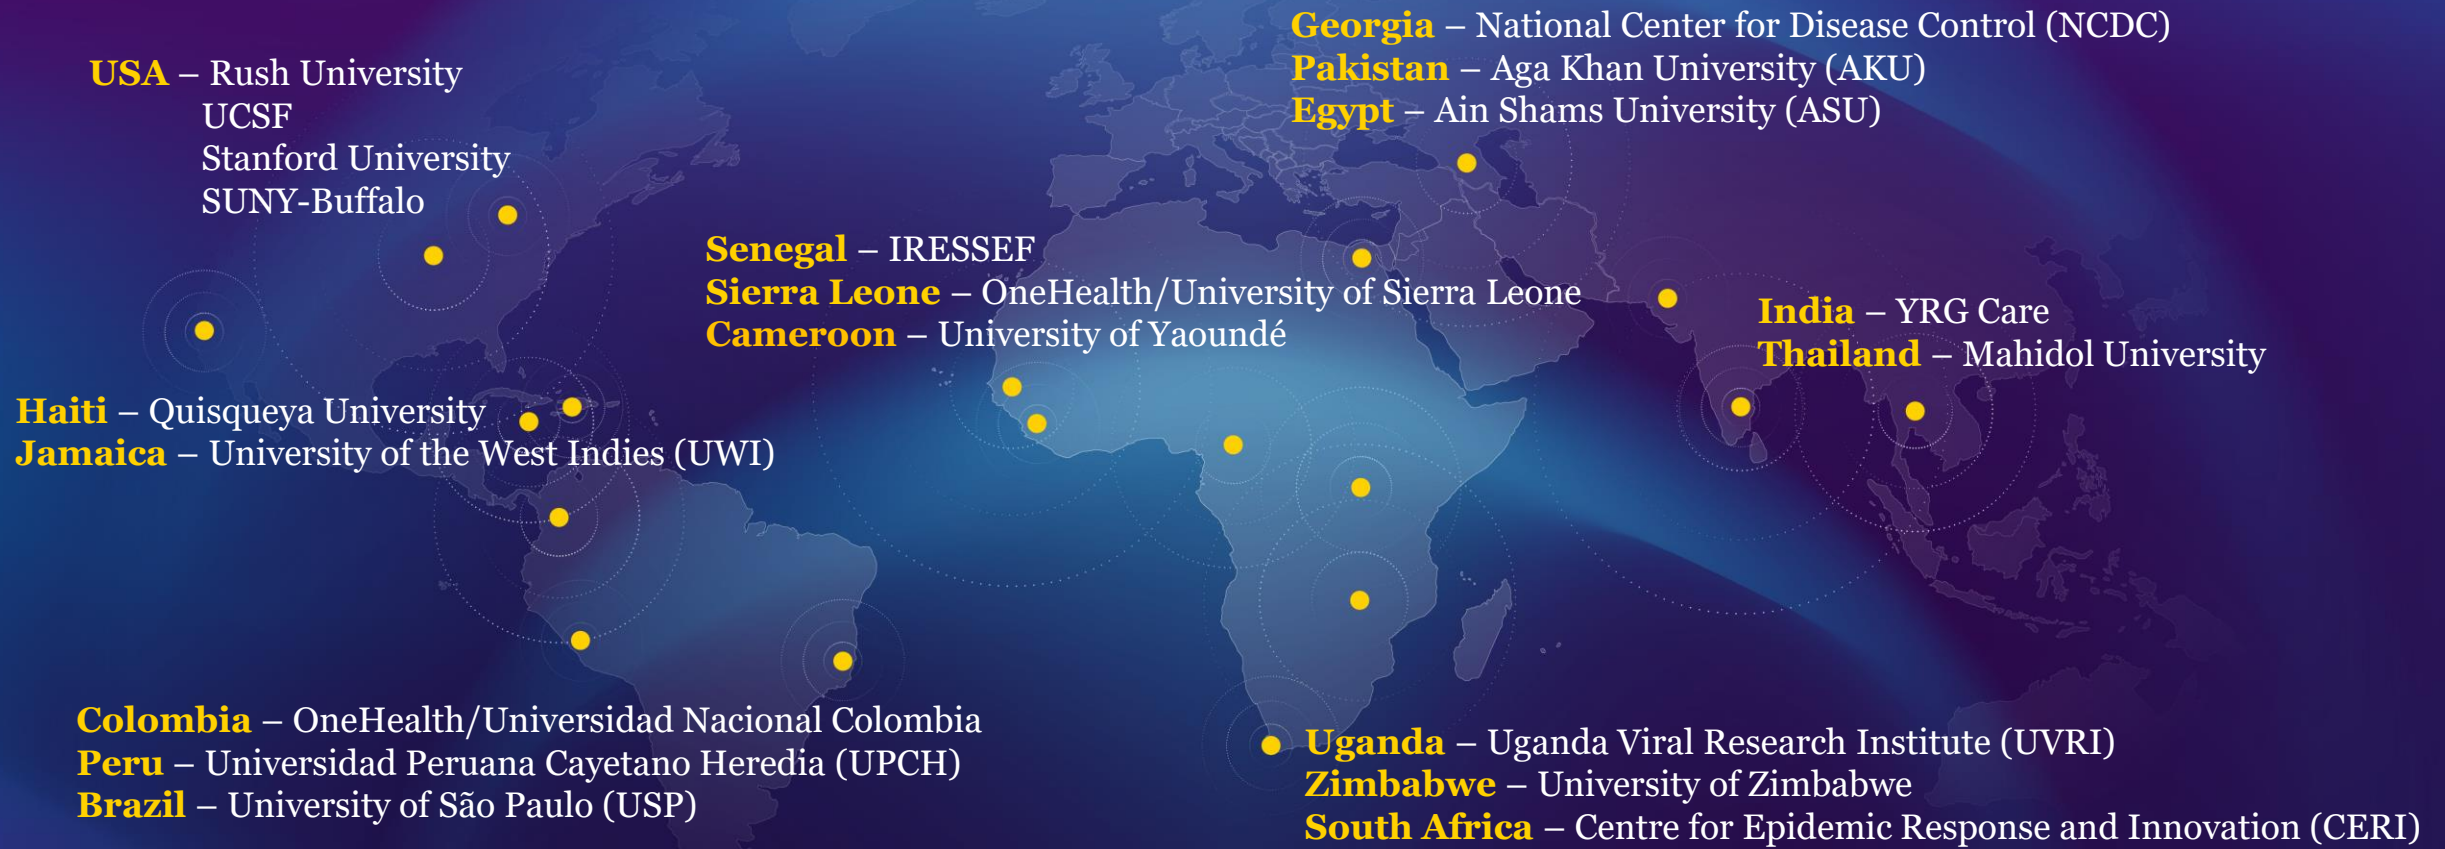 USA – Rush University
UCSF
Stanford University
SUNY-Buffalo
Georgia – National Center for Disease Control (NCDC)
Pakistan – Aga Khan University (AKU)
Egypt – Ain Shams University (ASU)
Senegal – IRESSEF
Sierra Leone – OneHealth/University of Sierra Leone
Cameroon – University of Yaoundé
India – YRG Care
Thailand – Mahidol University
Haiti – Quisqueya University
Jamaica – University of the West Indies (UWI)
Colombia – OneHealth/Universidad Nacional Colombia
Peru – Universidad Peruana Cayetano Heredia (UPCH)
Brazil – University of São Paulo (USP)
Uganda – Uganda Viral Research Institute (UVRI)
Zimbabwe – University of Zimbabwe
South Africa – Centre for Epidemic Response and Innovation (CERI)